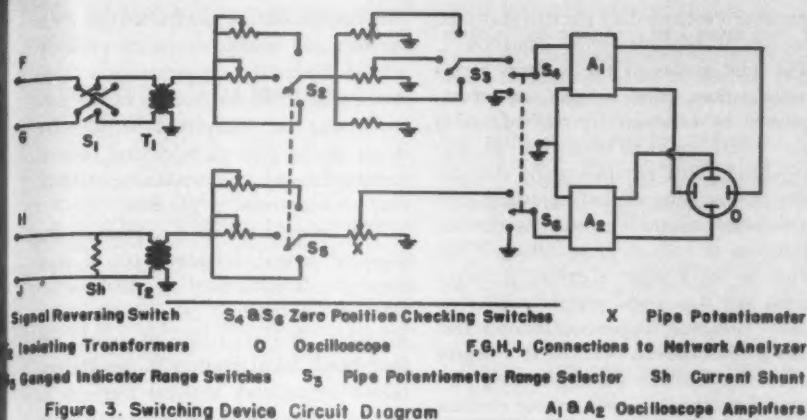 F
G
S1
T1
S2
S3
S4
A1
O
H
J
Sh
T2
S5
X
S6
A2
Signal Reversing Switch S4 & S6 Zero Position Checking Switches X Pipe Potentiometer
Isolating Transformers O Oscilloscope F, G, H, J, Connections to Network Analyzer
Ganged Indicator Range Switches S3 Pipe Potentiometer Range Selector Sh Current Shunt
Figure 3. Switching Device Circuit Diagram A1 & A2 Oscilloscope Amplifiers